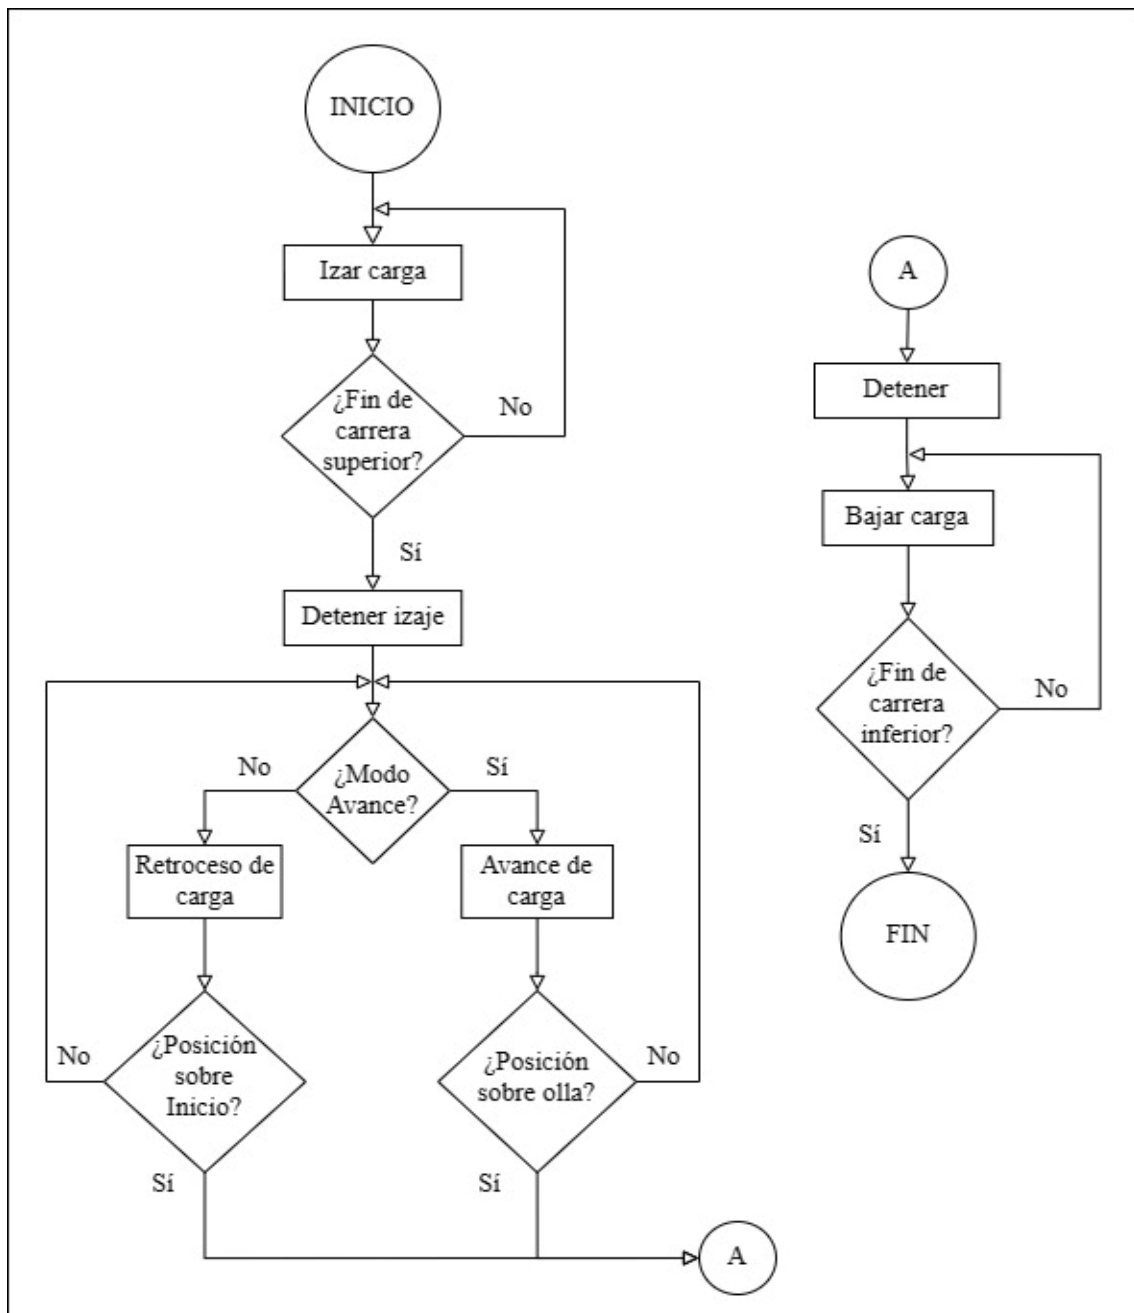 INICIO
Izar carga
¿Fin de
carrera
superior?
No
Sí
Detener izaje
¿Modo
Avance?
No
Sí
Retroceso de
carga
Avance de
carga
¿Posición
sobre
Inicio?
No
Sí
¿Posición
sobre olla?
No
Sí
A
A
Detener
Bajar carga
¿Fin de
carrera
inferior?
No
Sí
FIN